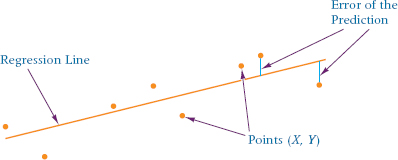 Error of the
Prediction
Regression Line
Points (X, Y)